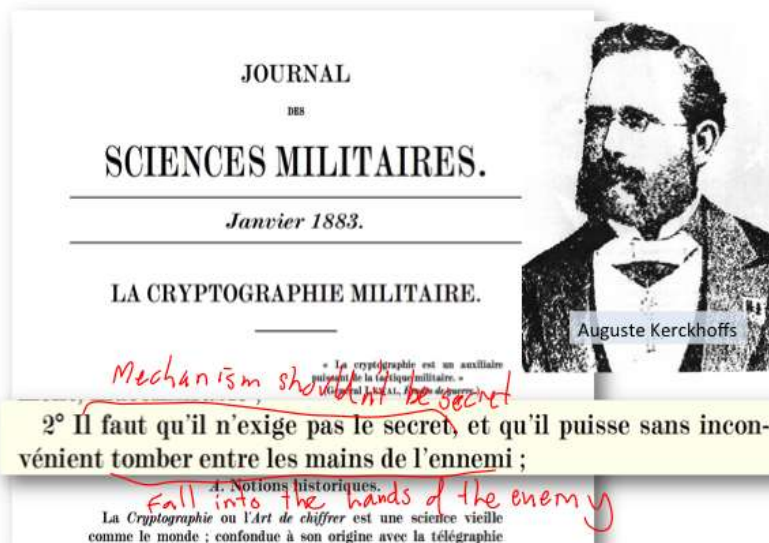 JOURNAL
DES
SCIENCES MILITAIRES.
Janvier 1883.
LA CRYPTOGRAPHIE MILITAIRE.
Auguste Kerckhoffs
« La cryptographie est un auxiliaire
puissant de la tactique militaire. »
(Général
Mechanism shouldn't be secret
2° Il faut qu'il n'exige pas le secret, et qu'il puisse sans incon-
vénient tomber entre les mains de l'ennemi ;
A. Notions historiques.
Fall into the hands of the enemy
La Cryptographie ou l'Art de chiffrer est une science vieille
comme le monde ; confondue à son origine avec la télégraphie